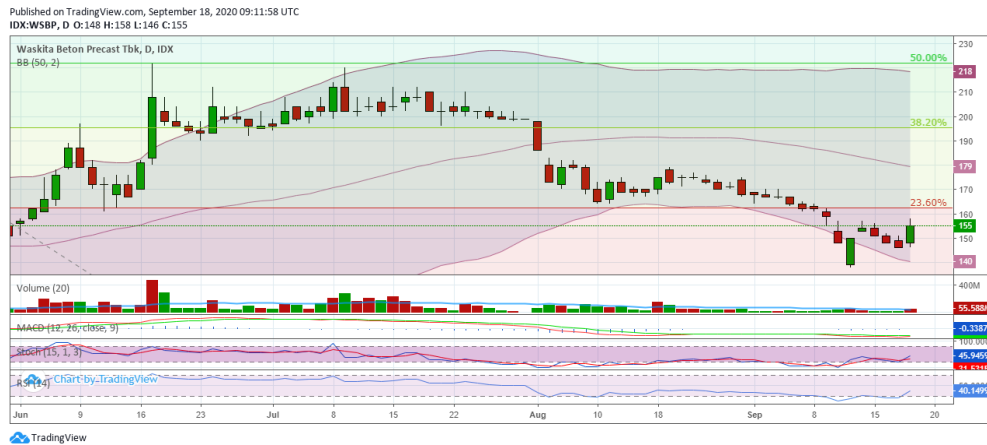 Published on TradingView.com, September 18, 2020 09:11:58 UTC
IDX:WSBP, D O:148 H:158 L:146 C:155
Waskita Beton Precast Tbk, D, IDX
BB (50, 2)
50.00%
38.20%
23.60%
230
218
210
200
190
179
170
160
155
150
140
Volume (20)
400M
55.588M
MACD (12, 26, close, 9)
-0.3387
Stoch (15, 1, 3)
45.9459
RSI (14)
Chart by TradingView
40.1499
Jun
9
16
23
Jul
8
15
22
Aug
10
18
Sep
8
15
20
TradingView